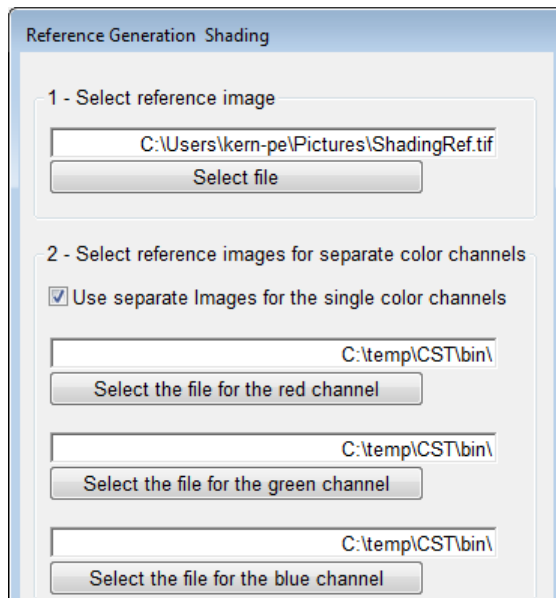 Reference Generation Shading
1 - Select reference image
C:\Users\kern-pe\Pictures\ShadingRef.tif
Select file
2 - Select reference images for separate color channels
Use separate Images for the single color channels
C:\temp\CST\bin\
Select the file for the red channel
C:\temp\CST\bin\
Select the file for the green channel
C:\temp\CST\bin\
Select the file for the blue channel